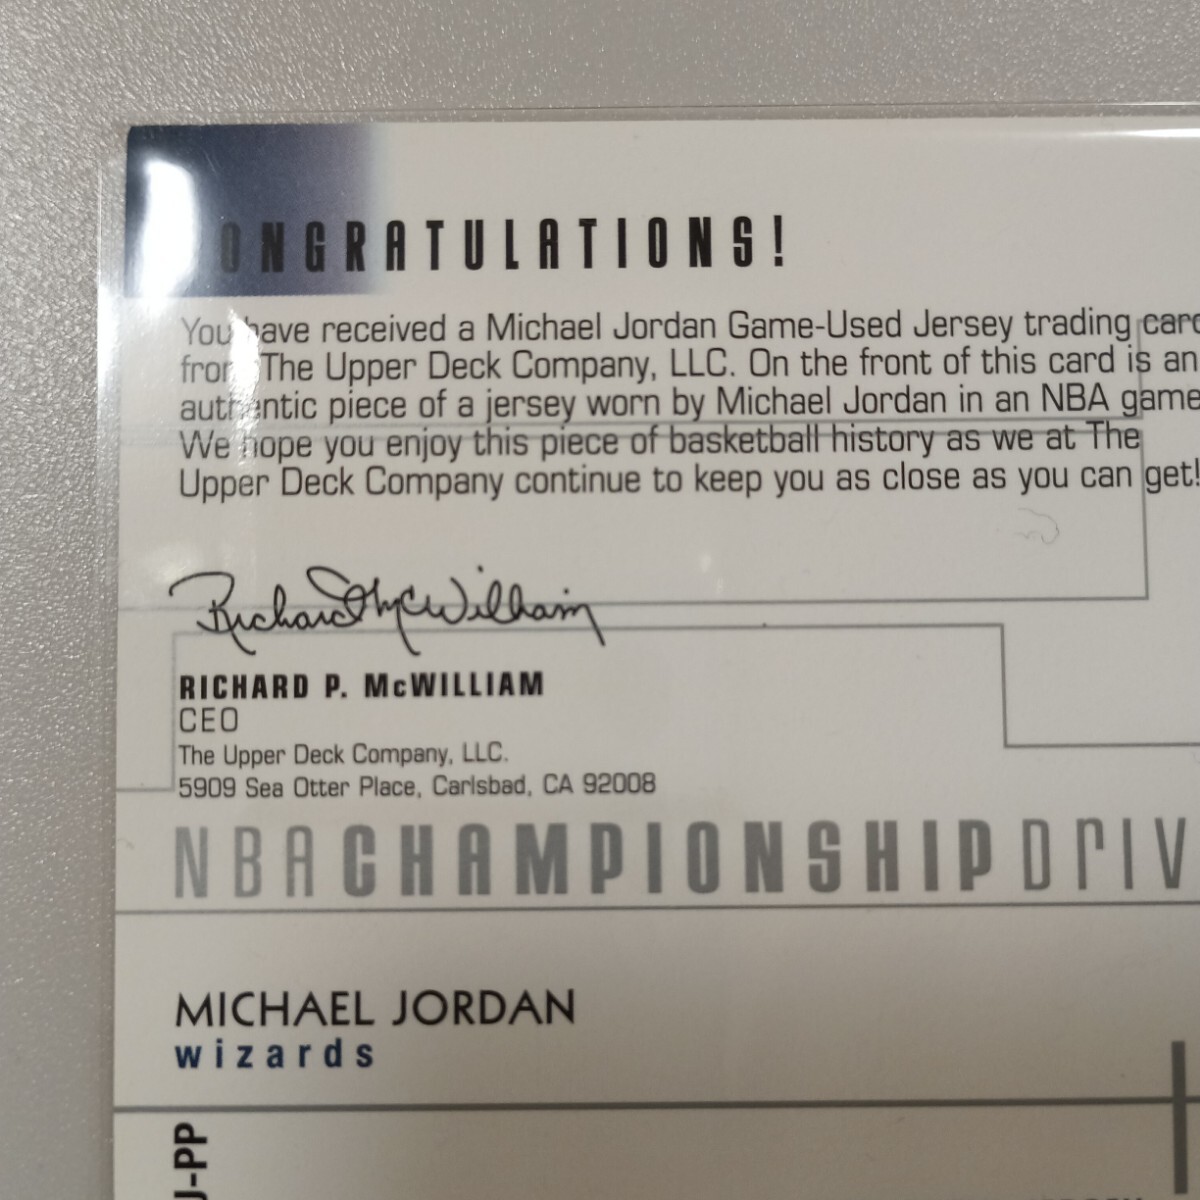 CONGRATULATIONS!
You have received a Michael Jordan Game-Used Jersey trading card
from The Upper Deck Company, LLC. On the front of this card is an
authentic piece of a jersey worn by Michael Jordan in an NBA game
We hope you enjoy this piece of basketball history as we at The
Upper Deck Company continue to keep you as close as you can get!
Richard McWilliam
RICHARD P. McWILLIAM
CEO
The Upper Deck Company, LLC.
5909 Sea Otter Place, Carlsbad, CA 92008
NBA CHAMPIONSHIP DRIV
MICHAEL JORDAN
wizards
J-PP